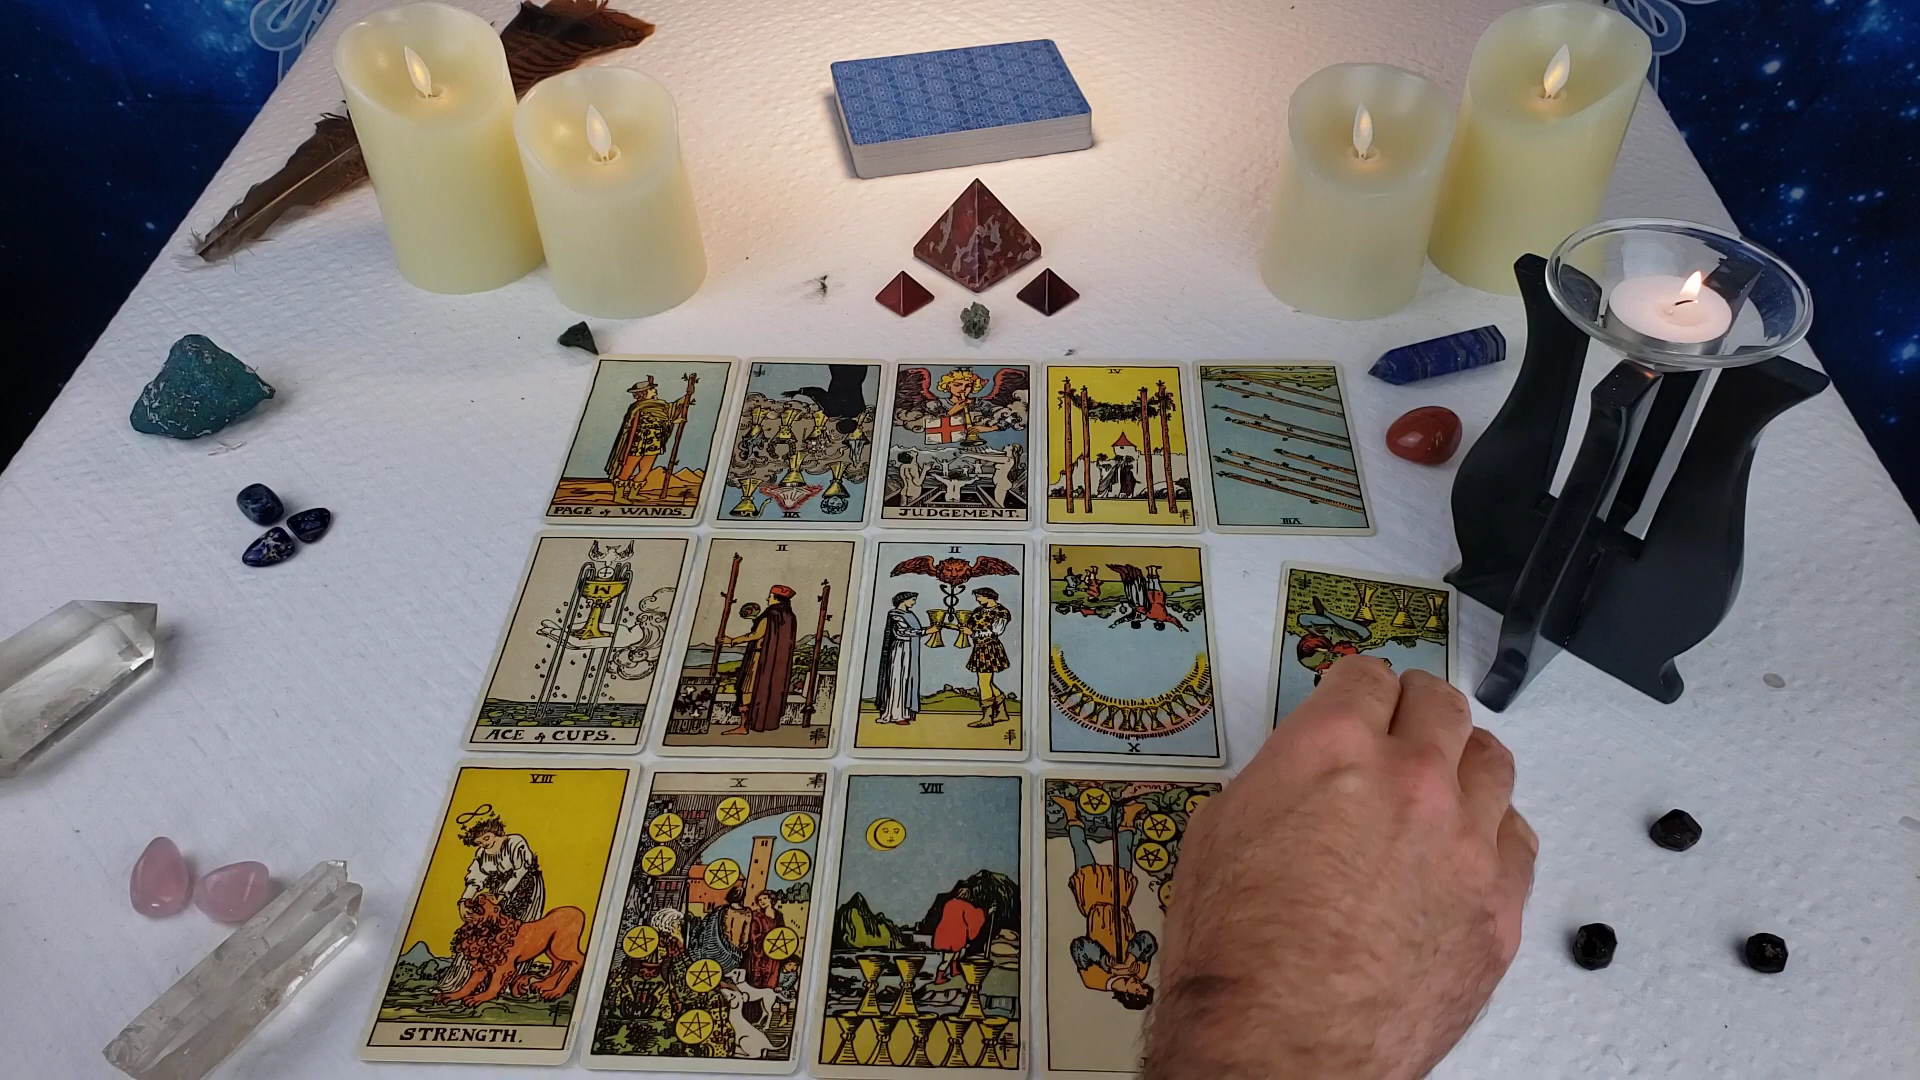 PAGE of WANDS.
VII
JUDGEMENT.
IV
VIII
ACE of CUPS.
II
II
X
VIII
STRENGTH.
X
VIII